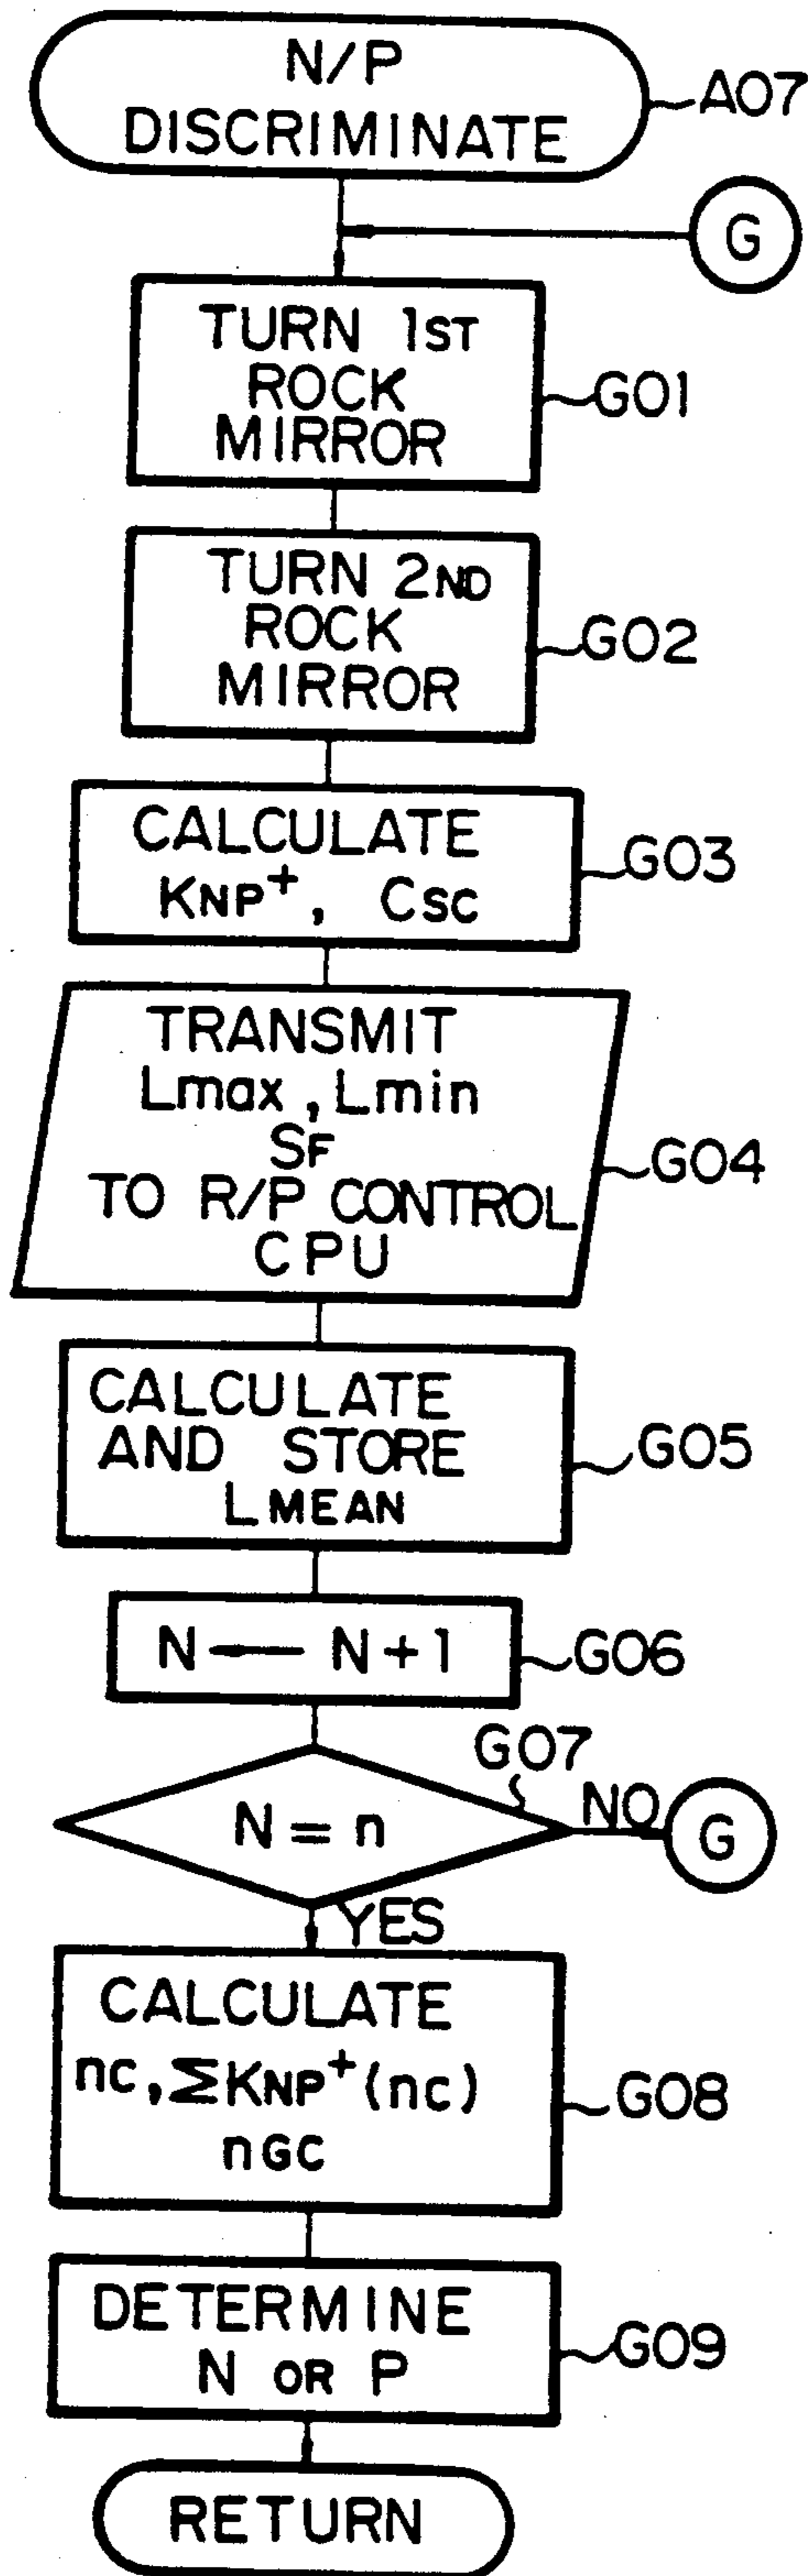 N/P
DISCRIMINATE
A07
G
TURN 1ST
ROCK
MIRROR
G01
TURN 2ND
ROCK
MIRROR
G02
CALCULATE
KNP+, CSC
G03
TRANSMIT
Lmax, Lmin
SF
TO R/P CONTROL
CPU
G04
CALCULATE
AND STORE
LMEAN
G05
N ← N+1
G06
G07
N = n
NO
G
YES
CALCULATE
nc, ΣKNP+(nc)
nGC
G08
DETERMINE
N OR P
G09
RETURN